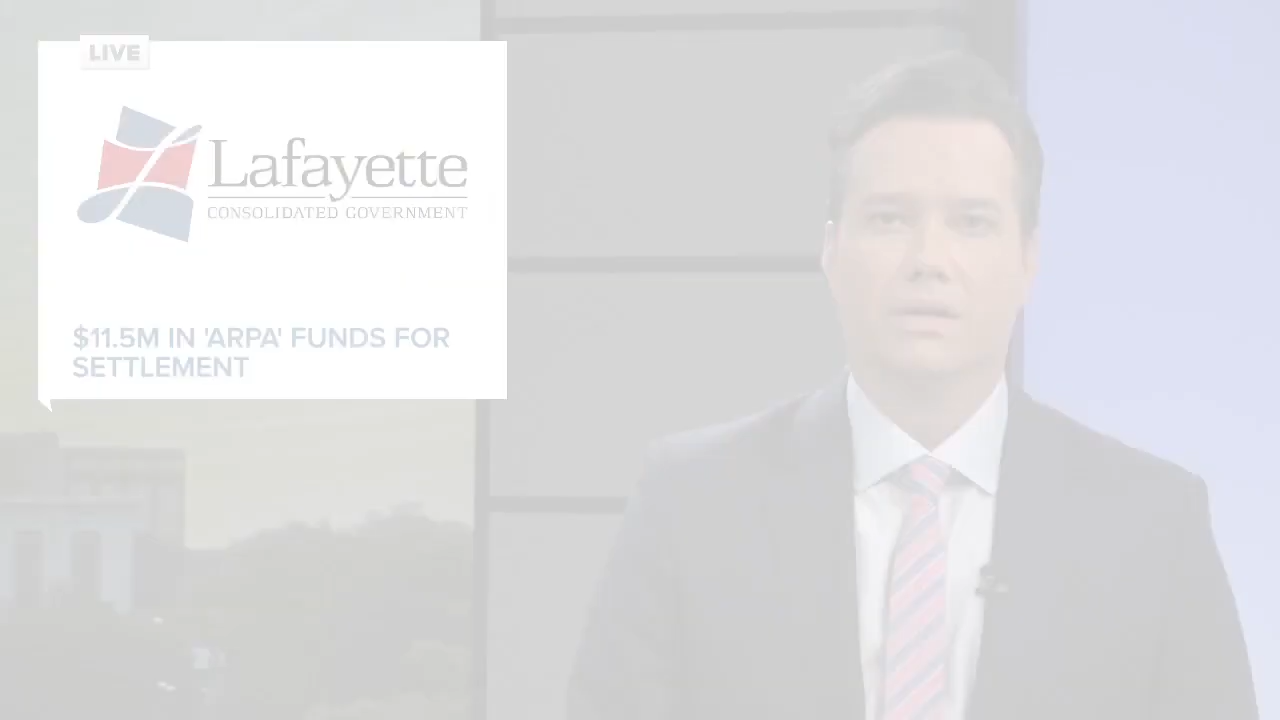 LIVE
Lafayette
CONSOLIDATED GOVERNMENT
$11.5M IN 'ARPA' FUNDS FOR
SETTLEMENT